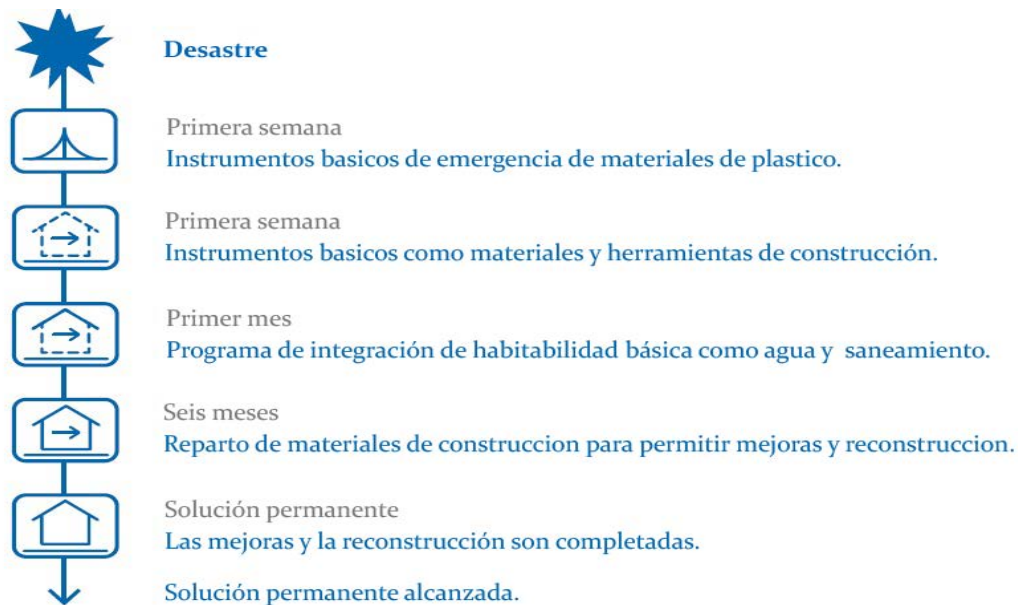 Desastre
Primera semana
Instrumentos basicos de emergencia de materiales de plastico.
Primera semana
Instrumentos basicos como materiales y herramientas de construcción.
Primer mes
Programa de integración de habitabilidad básica como agua y saneamiento.
Seis meses
Reparto de materiales de construccion para permitir mejoras y reconstruccion.
Solución permanente
Las mejoras y la reconstrucción son completadas.
Solución permanente alcanzada.